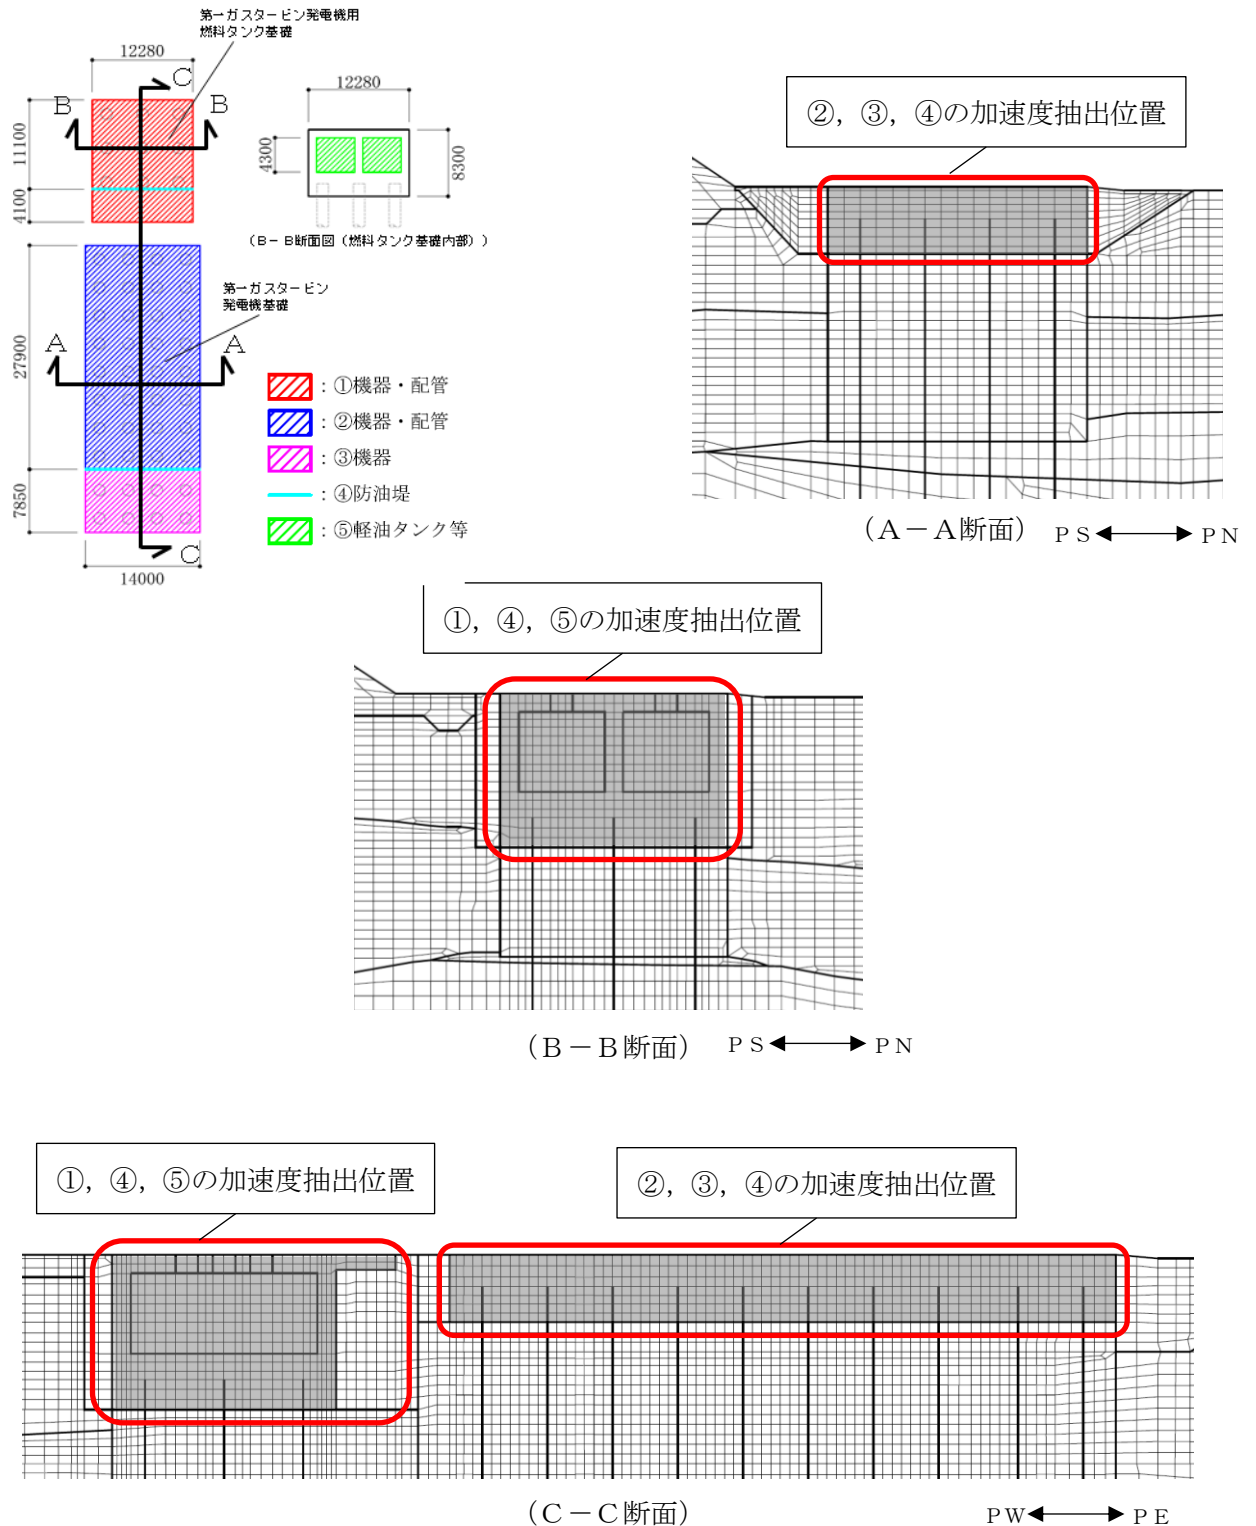 第一ガスタービン発電機用
燃料タンク基礎
12280
C
B
B
11100
4100
12280
4300
8300
(B-B断面図(燃料タンク基礎内部))
第一ガスタービン
発電機基礎
A
A
27900
7850
C
14000
:①機器・配管
:②機器・配管
:③機器
:④防油堤
:⑤軽油タンク等
②,③,④の加速度抽出位置
(A-A断面) PS PN
①,④,⑤の加速度抽出位置
(B-B断面) PS PN
①,④,⑤の加速度抽出位置
②,③,④の加速度抽出位置
(C-C断面) PW PE